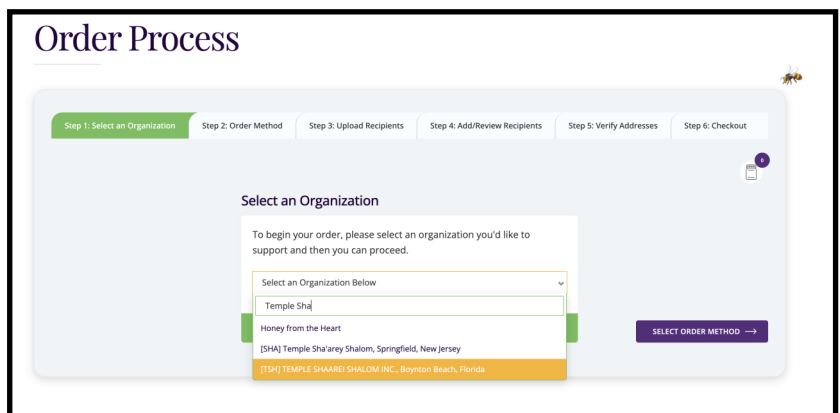 Order Process
Step 1: Select an Organization
Step 2: Order Method
Step 3: Upload Recipients
Step 4: Add/Review Recipients
Step 5: Verify Addresses
Step 6: Checkout
0
Select an Organization
To begin your order, please select an organization you'd like to
support and then you can proceed.
Select an Organization Below
Temple Sha
Honey from the Heart
[SHA] Temple Sha'arey Shalom, Springfield, New Jersey
[TSH] TEMPLE SHAAREI SHALOM INC., Boynton Beach, Florida
SELECT ORDER METHOD →